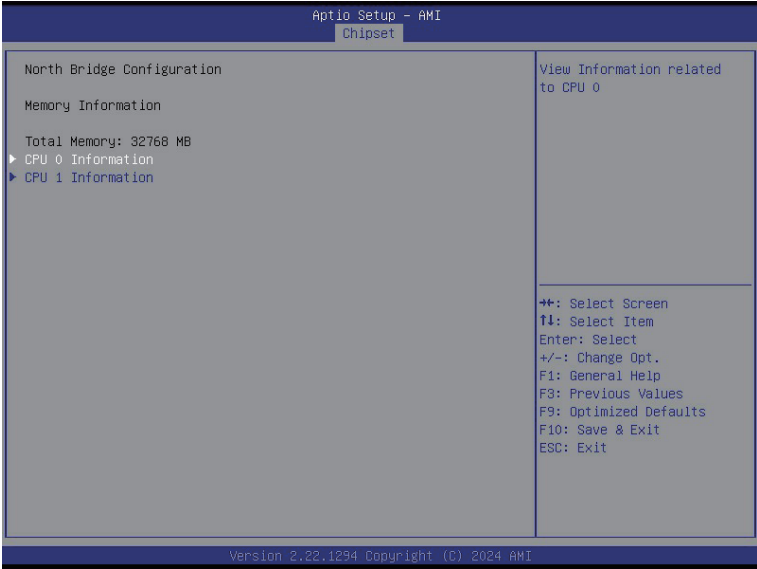 Aptio Setup – AMI
Chipset
North Bridge Configuration
Memory Information
Total Memory: 32768 MB
CPU 0 Information
CPU 1 Information
View Information related
to CPU 0
→←: Select Screen
↑↓: Select Item
Enter: Select
+/-: Change Opt.
F1: General Help
F3: Previous Values
F9: Optimized Defaults
F10: Save & Exit
ESC: Exit
Version 2.22.1294 Copyright (C) 2024 AMI